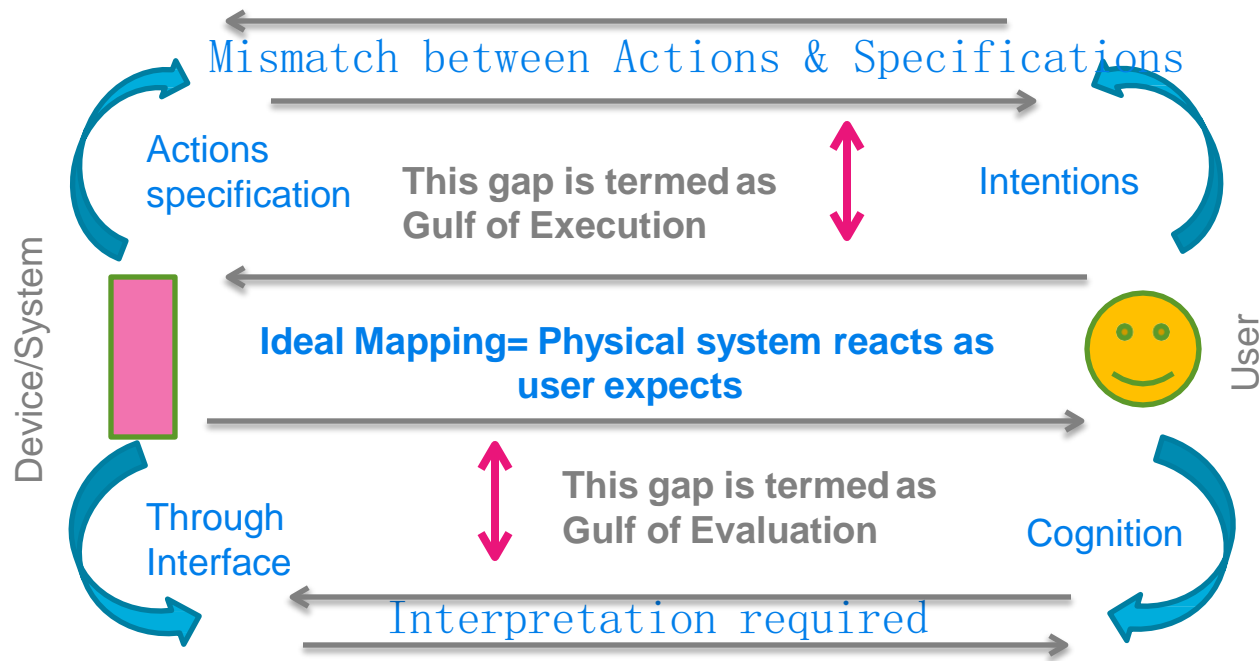 Mismatch between Actions & Specifications
Actions
specification
This gap is termed as
Gulf of Execution
Intentions
Device/System
Ideal Mapping= Physical system reacts as
user expects
User
Through
Interface
This gap is termed as
Gulf of Evaluation
Cognition
Interpretation required